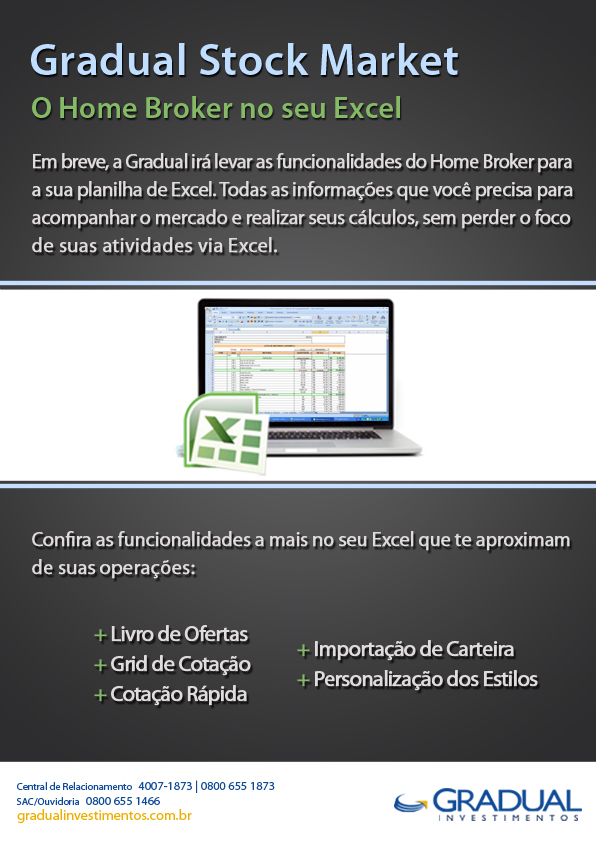 Gradual Stock Market
O Home Broker no seu Excel
Em breve, a Gradual irá levar as funcionalidades do Home Broker para
a sua planilha de Excel. Todas as informações que você precisa para
acompanhar o mercado e realizar seus cálculos, sem perder o foco
de suas atividades via Excel.
Confira as funcionalidades a mais no seu Excel que te aproximam
de suas operações:
+ Livro de Ofertas
+ Grid de Cotação
+ Cotação Rápida
+ Importação de Carteira
+ Personalização dos Estilos
Central de Relacionamento 4007-1873 | 0800 655 1873
SAC/Ouvidoria 0800 655 1466
gradualinvestimentos.com.br
GRADUAL
INVESTIMENTOS